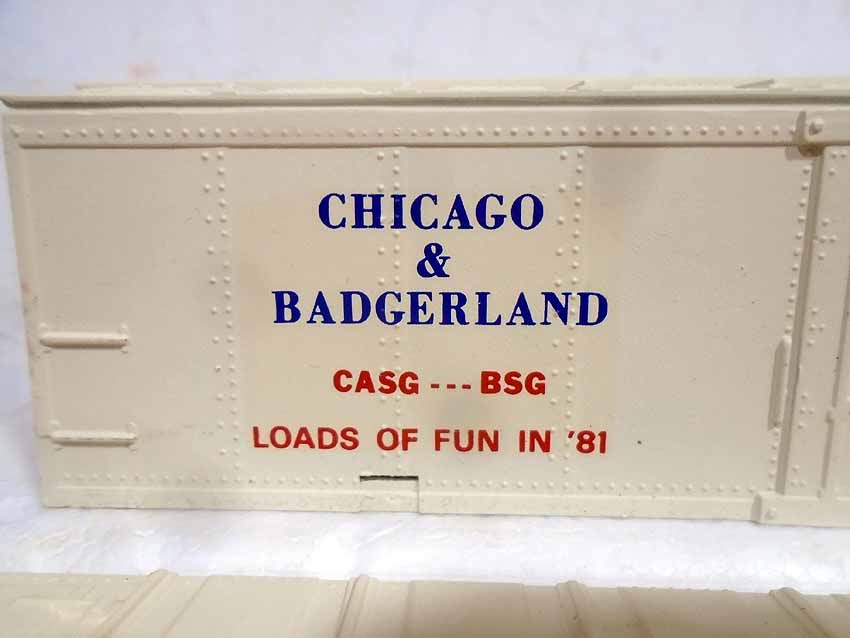 CHICAGO
&
BADGERLAND
CASG --- BSG
LOADS OF FUN IN '81